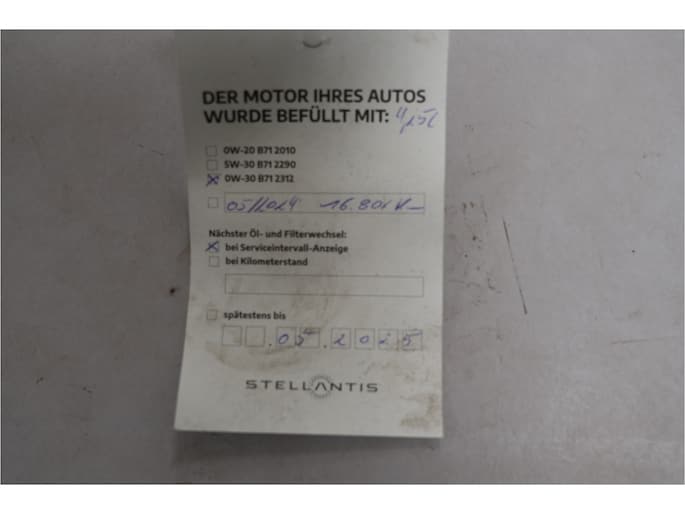 DER MOTOR IHRES AUTOS
WURDE BEFÜLLT MIT:
0W-20 B71 2010
5W-30 B71 2290
0W-30 B71 2312
05/2024 16.801
Nächster Öl- und Filterwechsel:
bei Serviceintervall-Anzeige
bei Kilometerstand
spätestens bis
.05.2025
STELLANTIS